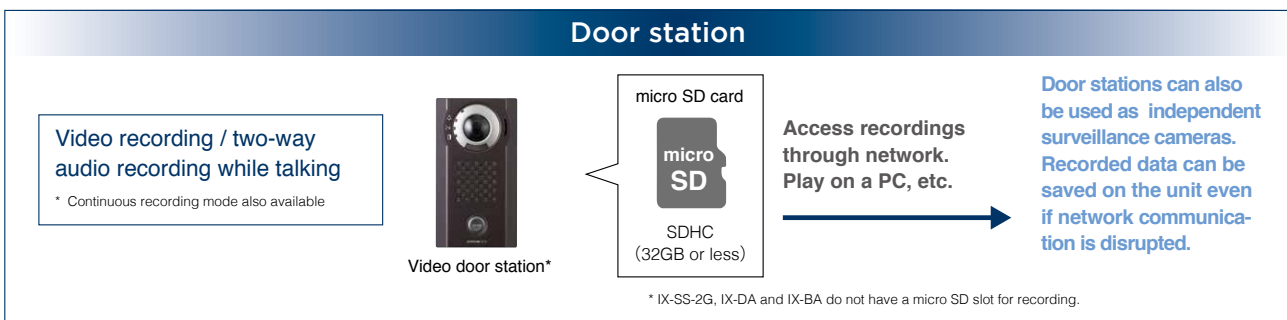 Door station
Video recording / two-way
audio recording while talking
* Continuous recording mode also available
Video door station*
micro SD card
micro
SD
SDHC
(32GB or less)
Access recordings
through network.
Play on a PC, etc.
Door stations can also
be used as independent
surveillance cameras.
Recorded data can be
saved on the unit even
if network communica-
tion is disrupted.
* IX-SS-2G, IX-DA and IX-BA do not have a micro SD slot for recording.